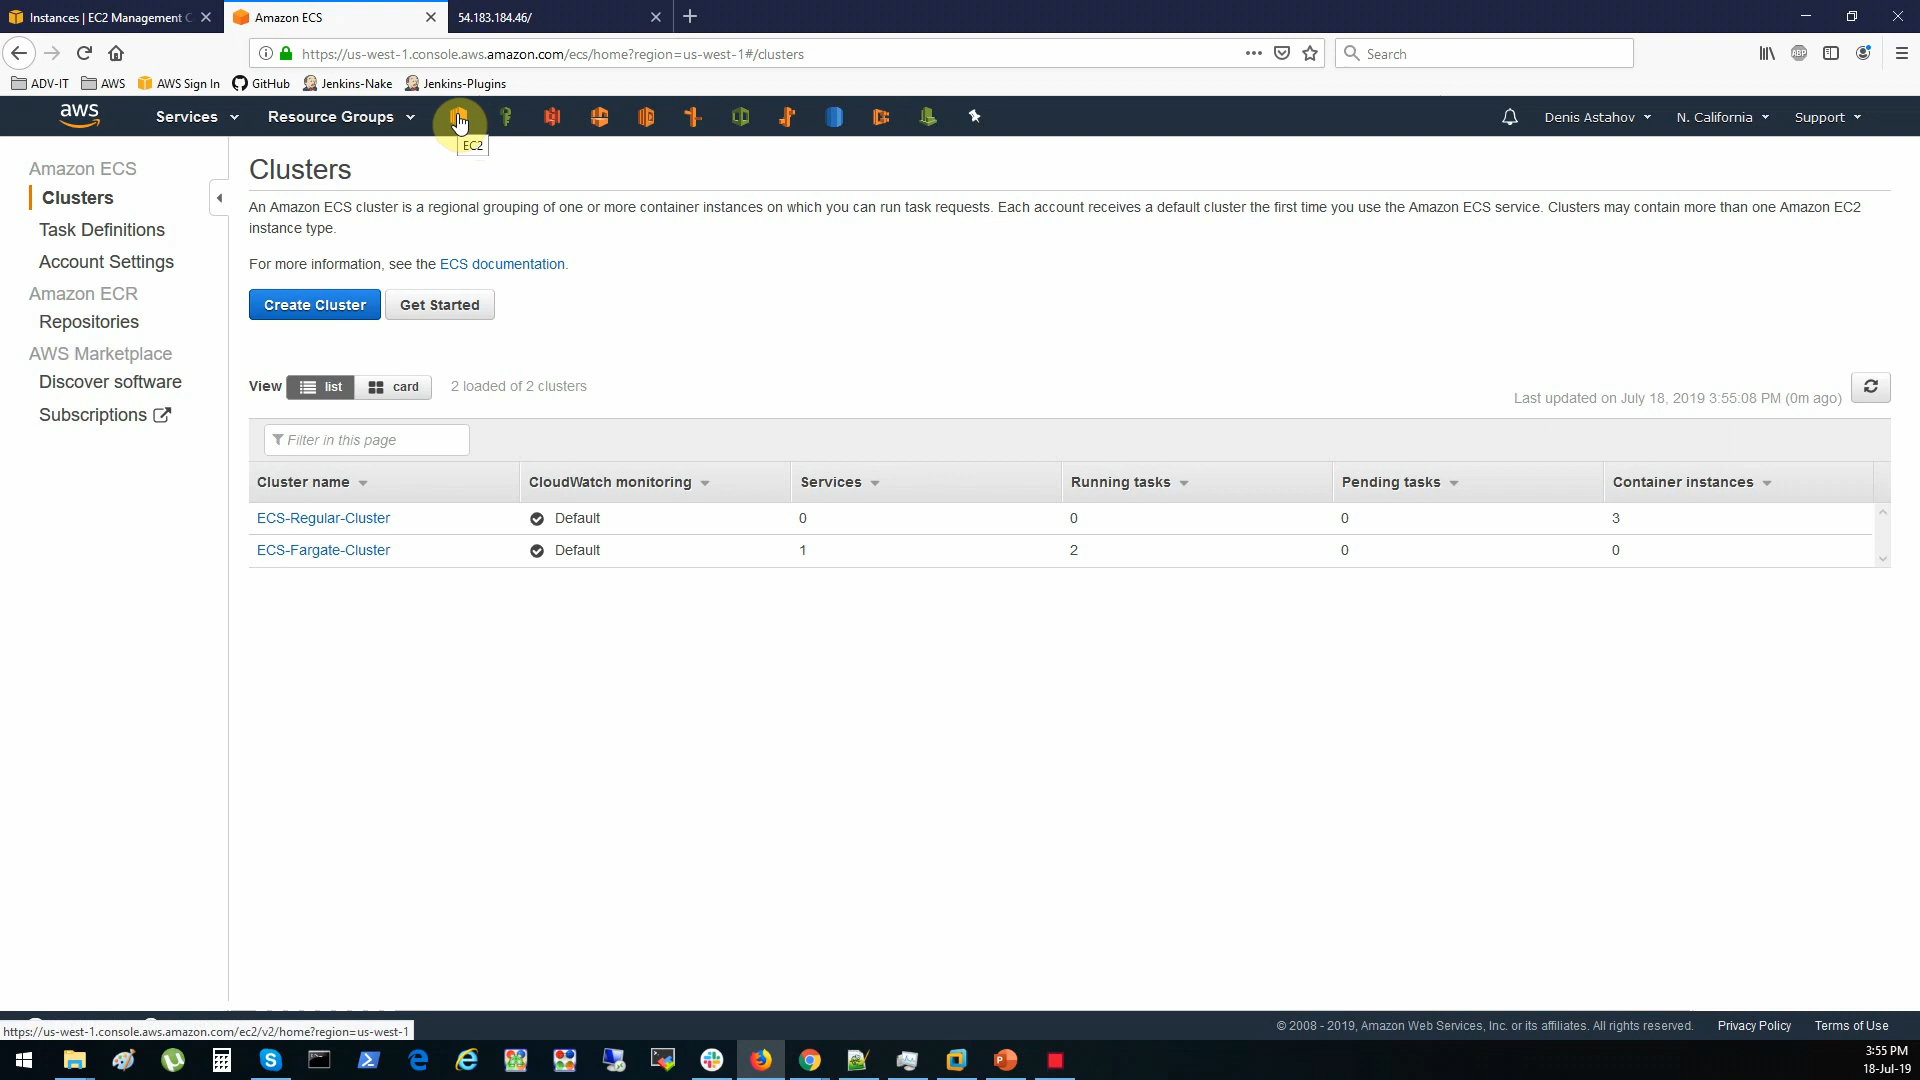 Instances | EC2 Management C
Amazon ECS
54.183.184.46/
https://us-west-1.console.aws.amazon.com/ecs/home?region=us-west-1#/clusters
Search
ABP
ADV-IT
AWS
AWS Sign In
GitHub
Jenkins-Nake
Jenkins-Plugins
aws
Services
Resource Groups
Denis Astahov
N. California
Support
EC2
Amazon ECS
Clusters
Task Definitions
Account Settings
Amazon ECR
Repositories
AWS Marketplace
Discover software
Subscriptions
Clusters
An Amazon ECS cluster is a regional grouping of one or more container instances on which you can run task requests. Each account receives a default cluster the first time you use the Amazon ECS service. Clusters may contain more than one Amazon EC2
instance type.
For more information, see the ECS documentation.
Create Cluster
Get Started
View
list
card
2 loaded of 2 clusters
Last updated on July 18, 2019 3:55:08 PM (0m ago)
Filter in this page
Cluster name
CloudWatch monitoring
Services
Running tasks
Pending tasks
Container instances
ECS-Regular-Cluster
Default
0
0
0
3
ECS-Fargate-Cluster
Default
1
2
0
0
https://us-west-1.console.aws.amazon.com/ec2/v2/home?region=us-west-1
© 2008 - 2019, Amazon Web Services, Inc. or its affiliates. All rights reserved.
Privacy Policy
Terms of Use
3:55 PM
18-Jul-19